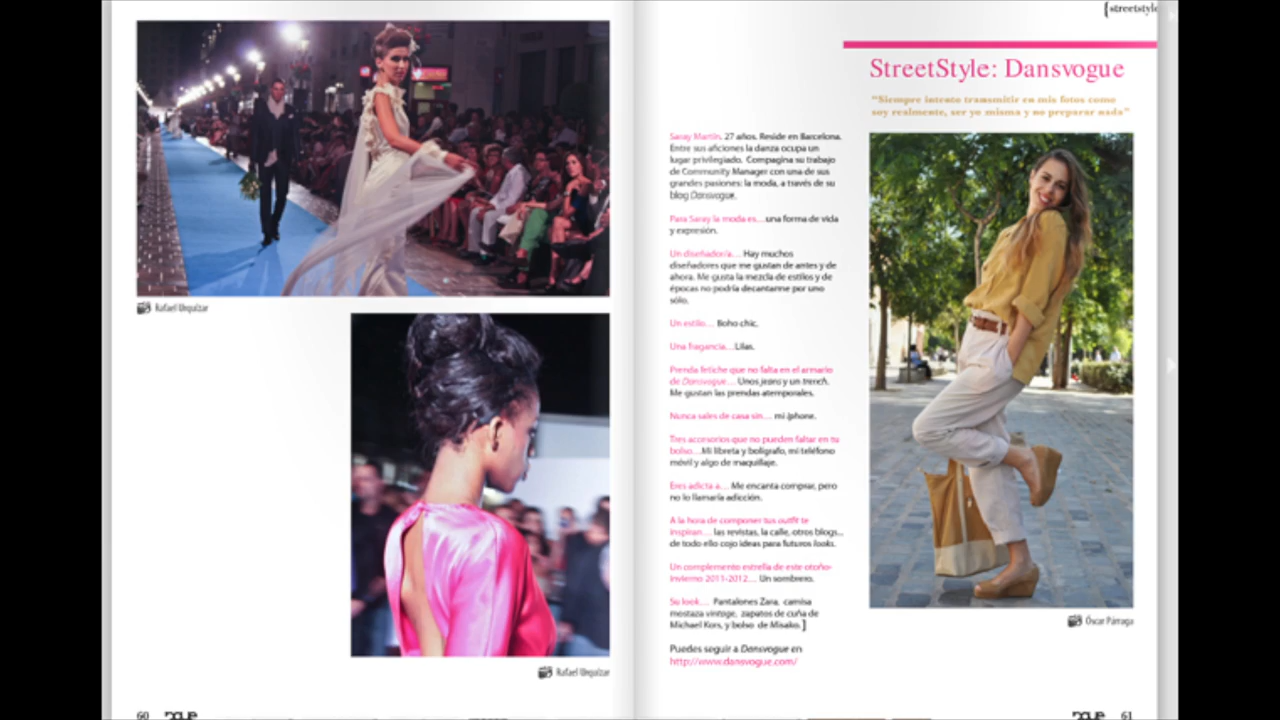 Rafael Urquízar
Rafael Urquízar
60
{streetstyle
StreetStyle: Dansvogue
"Siempre intento transmitir en mis fotos como
soy realmente, ser yo misma y no preparar nada"
Saray Martín. 27 años. Reside en Barcelona.
Entre sus aficiones la danza ocupa un
lugar privilegiado. Compagina su trabajo
de Community Manager con una de sus
grandes pasiones: la moda, a través de su
blog Dansvogue.
Para Saray la moda es... una forma de vida
y expresión.
Un diseñador/a... Hay muchos
diseñadores que me gustan de antes y de
ahora. Me gusta la mezcla de estilos y de
épocas no podría decantarme por uno
sólo.
Un estilo... Boho chic.
Una fragancia...Lilas.
Prenda fetiche que no falta en el armario
de Dansvogue... Unos jeans y un trench.
Me gustan las prendas atemporales.
Nunca sales de casa sin... mi iphone.
Tres accesorios que no pueden faltar en tu
bolso...Mi libreta y bolígrafo, mi teléfono
móvil y algo de maquillaje.
Eres adicta a... Me encanta comprar, pero
no lo llamaría adicción.
A la hora de componer tus outfit te
inspiran... las revistas, la calle, otros blogs...
de todo ello cojo ideas para futuros looks.
Un complemento estrella de este otoño-
invierno 2011-2012... Un sombrero.
Su look... Pantalones Zara, camisa
mostaza vintage, zapatos de cuña de
Michael Kors, y bolso de Misako.]
Puedes seguir a Dansvogue en
http://www.dansvogue.com/
Óscar Párraga
61